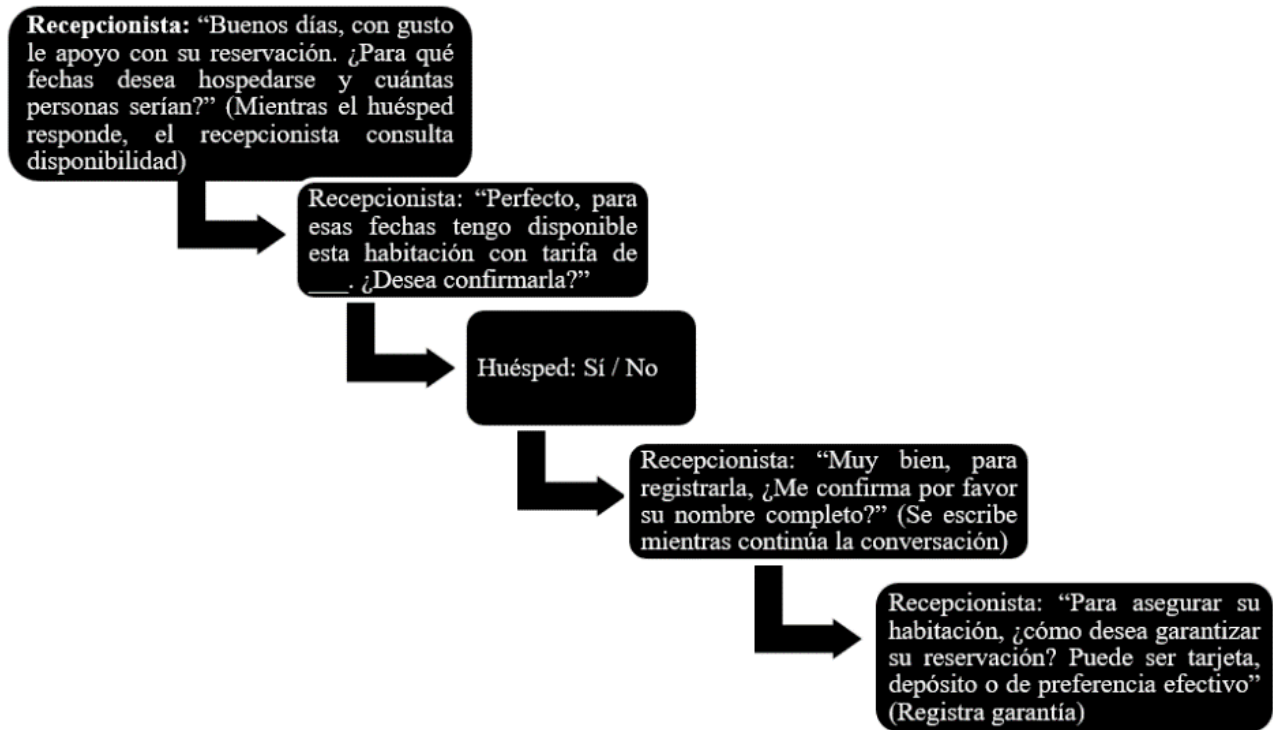 Recepcionista: “Buenos días, con gusto
le apoyo con su reservación. ¿Para qué
fechas desea hospedarse y cuántas
personas serían?” (Mientras el huésped
responde, el recepcionista consulta
disponibilidad)
Recepcionista: “Perfecto, para
esas fechas tengo disponible
esta habitación con tarifa de
___. ¿Desea confirmarla?”
Huésped: Sí / No
Recepcionista: “Muy bien, para
registrarla, ¿Me confirma por favor
su nombre completo?” (Se escribe
mientras continúa la conversación)
Recepcionista: “Para asegurar su
habitación, ¿cómo desea garantizar
su reservación? Puede ser tarjeta,
depósito o de preferencia efectivo”
(Registra garantía)